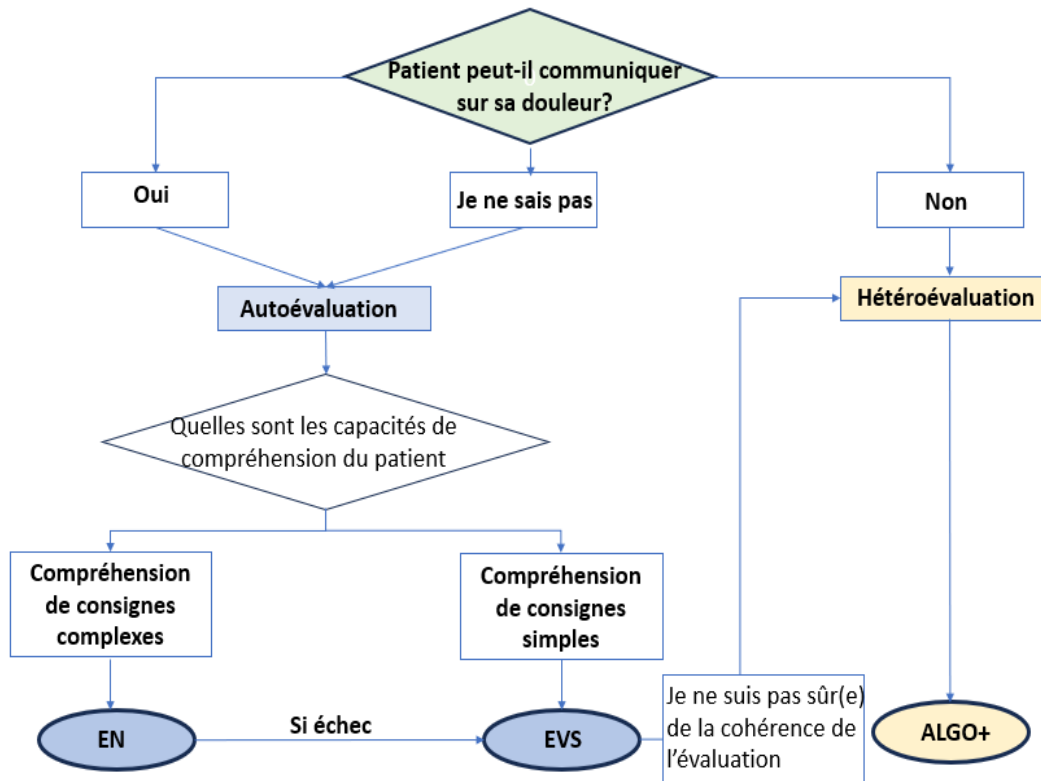 Patient peut-il communiquer
sur sa douleur?
Oui
Je ne sais pas
Non
Autoévaluation
Hétéroévaluation
Quelles sont les capacités de
compréhension du patient
Compréhension
de consignes
complexes
Compréhension
de consignes
simples
EN
Si échec
EVS
Je ne suis pas sûr(e)
de la cohérence de
l'évaluation
ALGO+